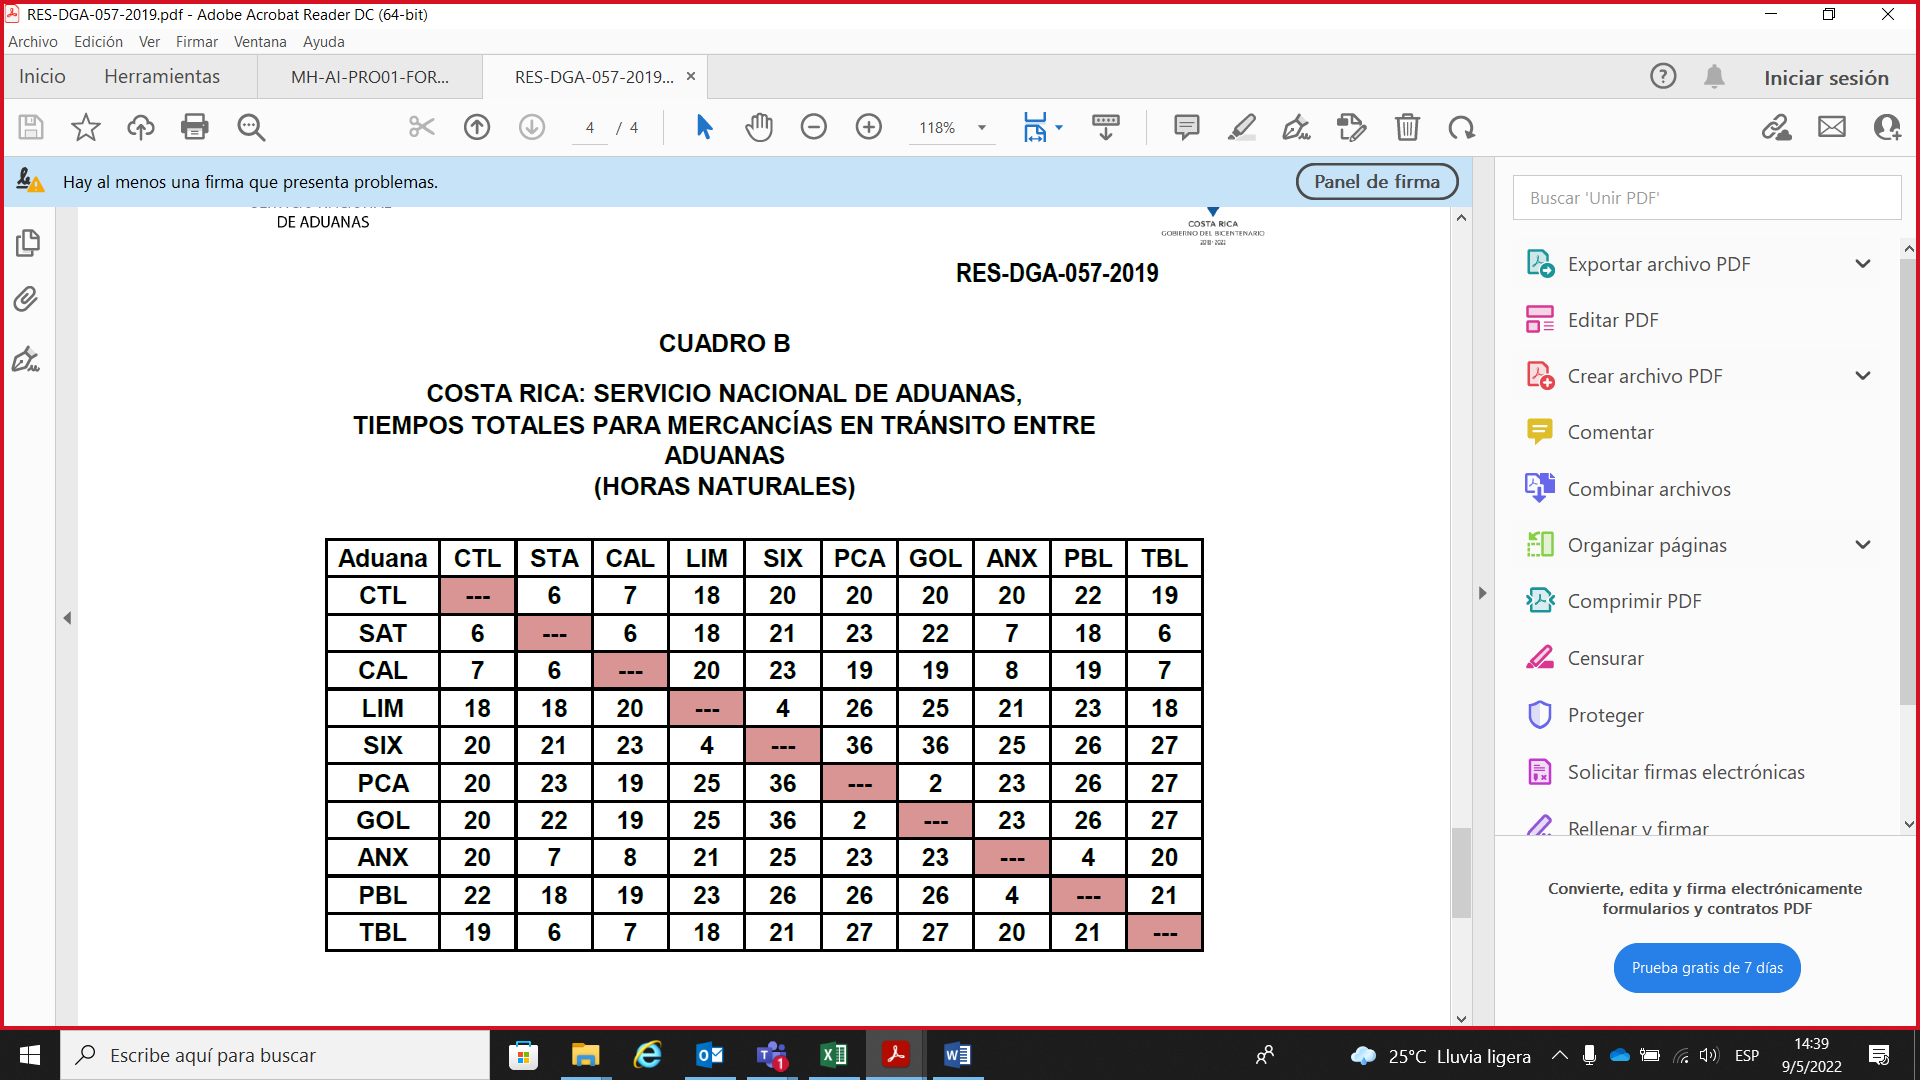 RES-DGA-057-2019.pdf - Adobe Acrobat Reader DC (64-bit)
Archivo Edición Ver Firmar Ventana Ayuda
Inicio Herramientas MH-AI-PRO01-FOR... RES-DGA-057-2019... ×
Iniciar sesión
4 / 4 118%
Hay al menos una firma que presenta problemas.
Panel de firma
DE ADUANAS
COSTA RICA
GOBIERNO DEL BICENTENARIO
2018 - 2022
RES-DGA-057-2019
CUADRO B
COSTA RICA: SERVICIO NACIONAL DE ADUANAS,
TIEMPOS TOTALES PARA MERCANCÍAS EN TRÁNSITO ENTRE
ADUANAS
(HORAS NATURALES)
Aduana CTL STA CAL LIM SIX PCA GOL ANX PBL TBL
CTL --- 6 7 18 20 20 20 20 22 19
SAT 6 --- 6 18 21 23 22 7 18 6
CAL 7 6 --- 20 23 19 19 8 19 7
LIM 18 18 20 --- 4 26 25 21 23 18
SIX 20 21 23 4 --- 36 36 25 26 27
PCA 20 23 19 25 36 --- 2 23 26 27
GOL 20 22 19 25 36 2 --- 23 26 27
ANX 20 7 8 21 25 23 23 --- 4 20
PBL 22 18 19 23 26 26 26 4 --- 21
TBL 19 6 7 18 21 27 27 20 21 ---
Buscar 'Unir PDF'
Exportar archivo PDF
Editar PDF
Crear archivo PDF
Comentar
Combinar archivos
Organizar páginas
Comprimir PDF
Censurar
Proteger
Solicitar firmas electrónicas
Rellenar y firmar
Convierte, edita y firma electrónicamente
formularios y contratos PDF
Prueba gratis de 7 días
Escribe aquí para buscar
1
25°C Lluvia ligera
ESP
14:39
9/5/2022